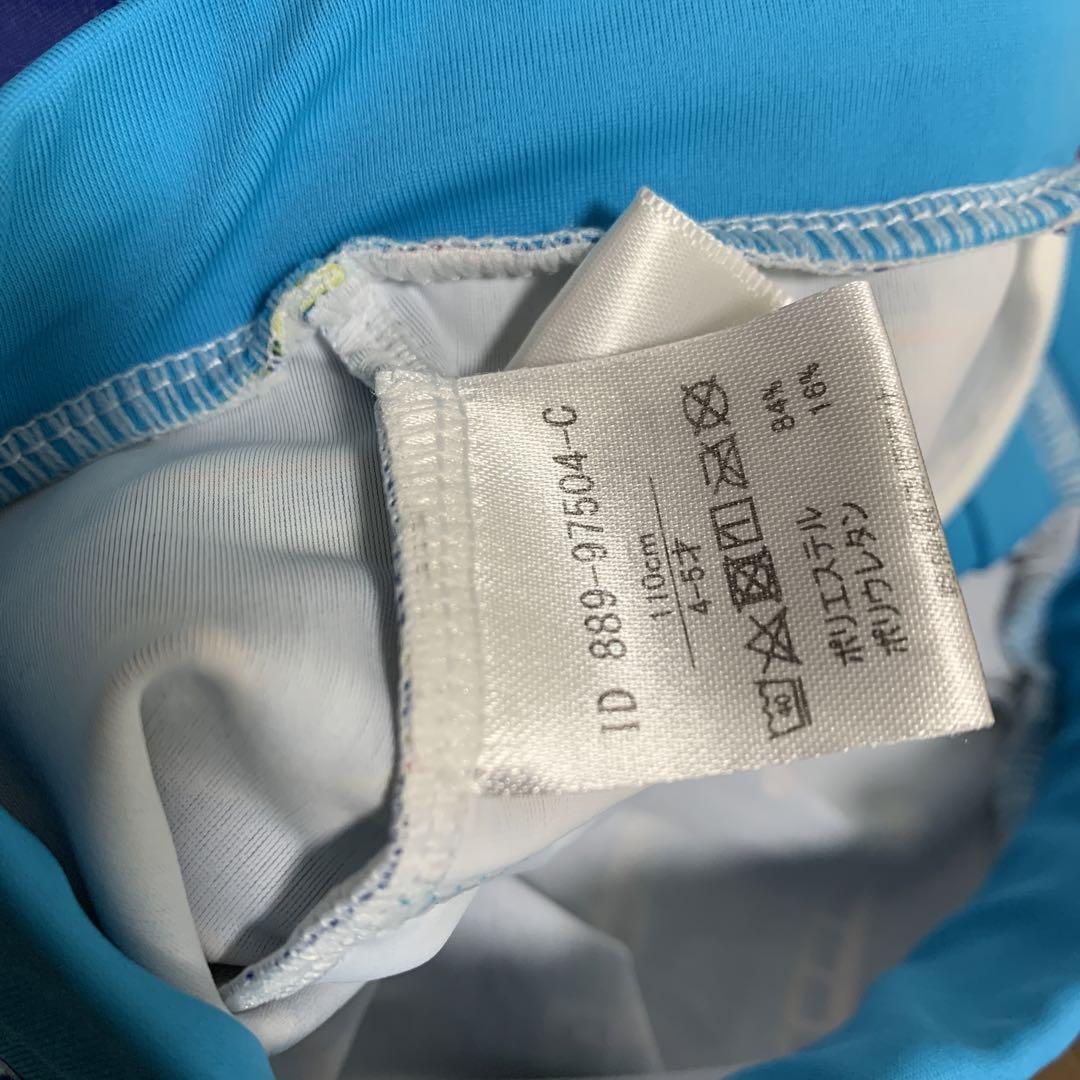 ID 889-97504-C
110cm
4-5才
40
ポリエステル 84%
ポリウレタン 16%